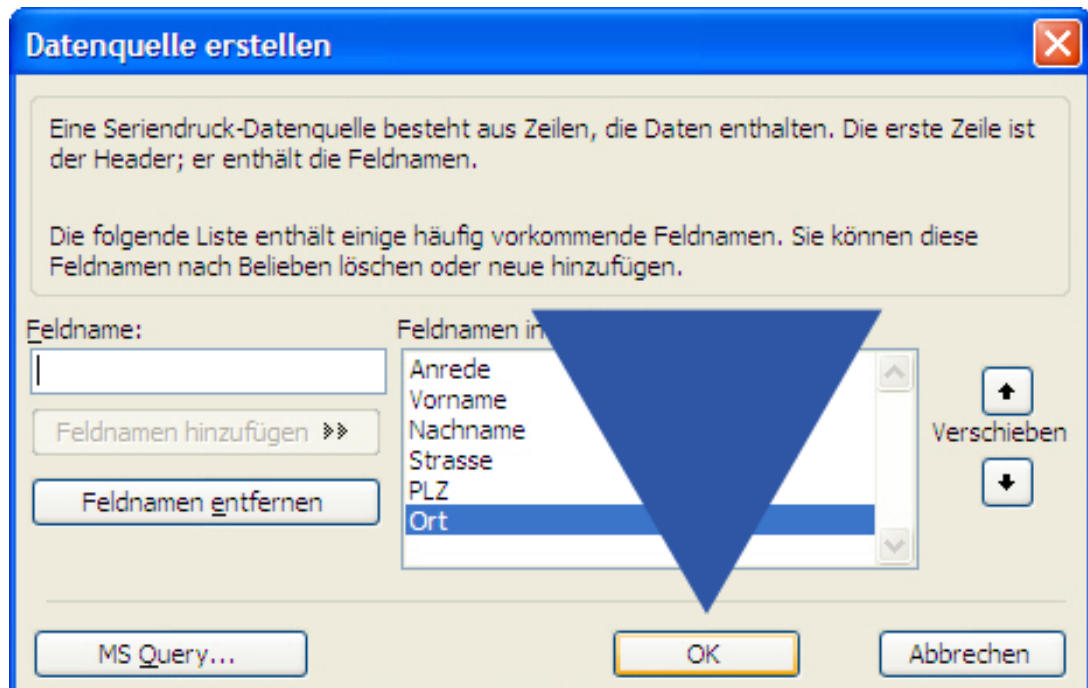 Datenquelle erstellen
Eine Seriendruck-Datenquelle besteht aus Zeilen, die Daten enthalten. Die erste Zeile ist
der Header; er enthält die Feldnamen.
Die folgende Liste enthält einige häufig vorkommende Feldnamen. Sie können diese
Feldnamen nach Belieben löschen oder neue hinzufügen.
Feldname:
Feldnamen hinzufügen
Feldnamen entfernen
Feldnamen in
Anrede
Vorname
Nachname
Strasse
PLZ
Ort
Verschieben
MS Query...
OK
Abbrechen